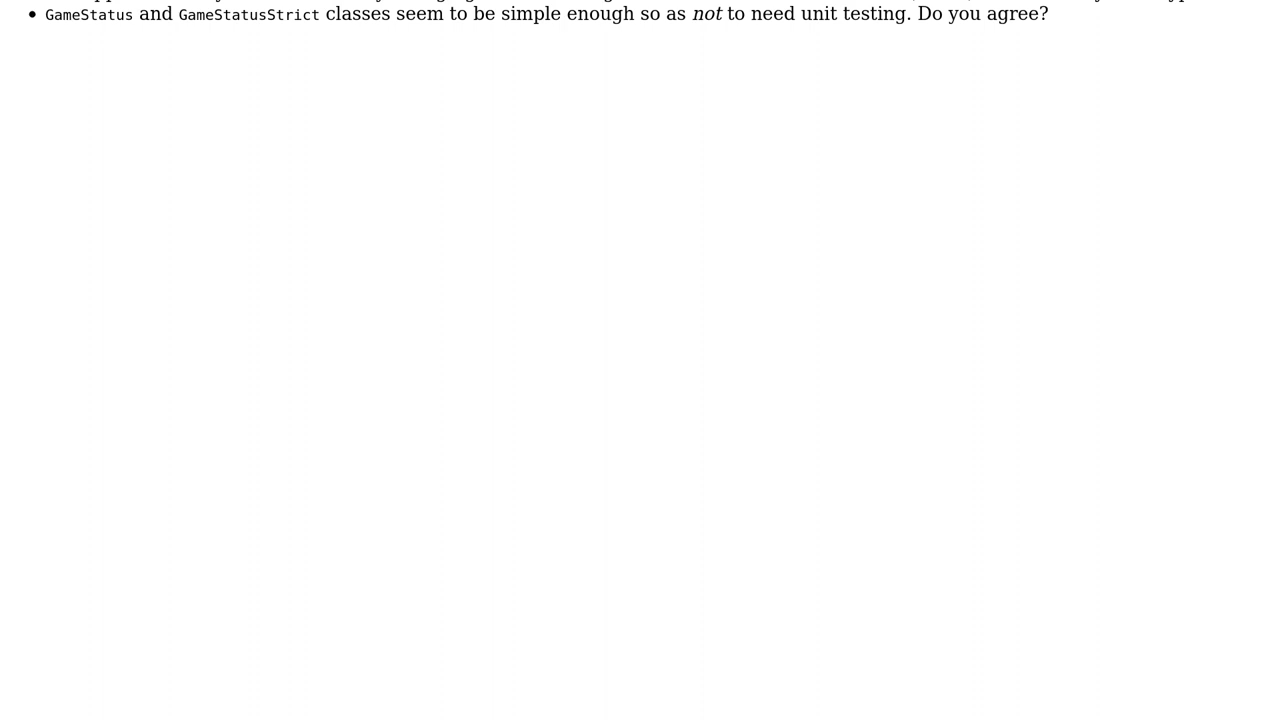 GameStatus and GameStatusStrict classes seem to be simple enough so as not to need unit testing. Do you agree?